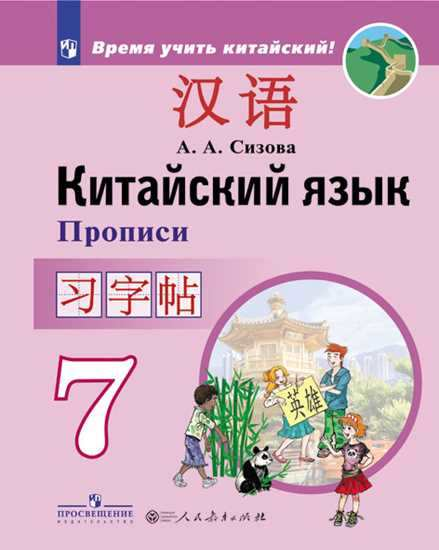 Время учить китайский!
汉语
А. А. Сизова
Китайский язык
Прописи
习字帖
英雄
7
ПРОСВЕЩЕНИЕ
ИЗДАТЕЛЬСТВО
人民教育出版社